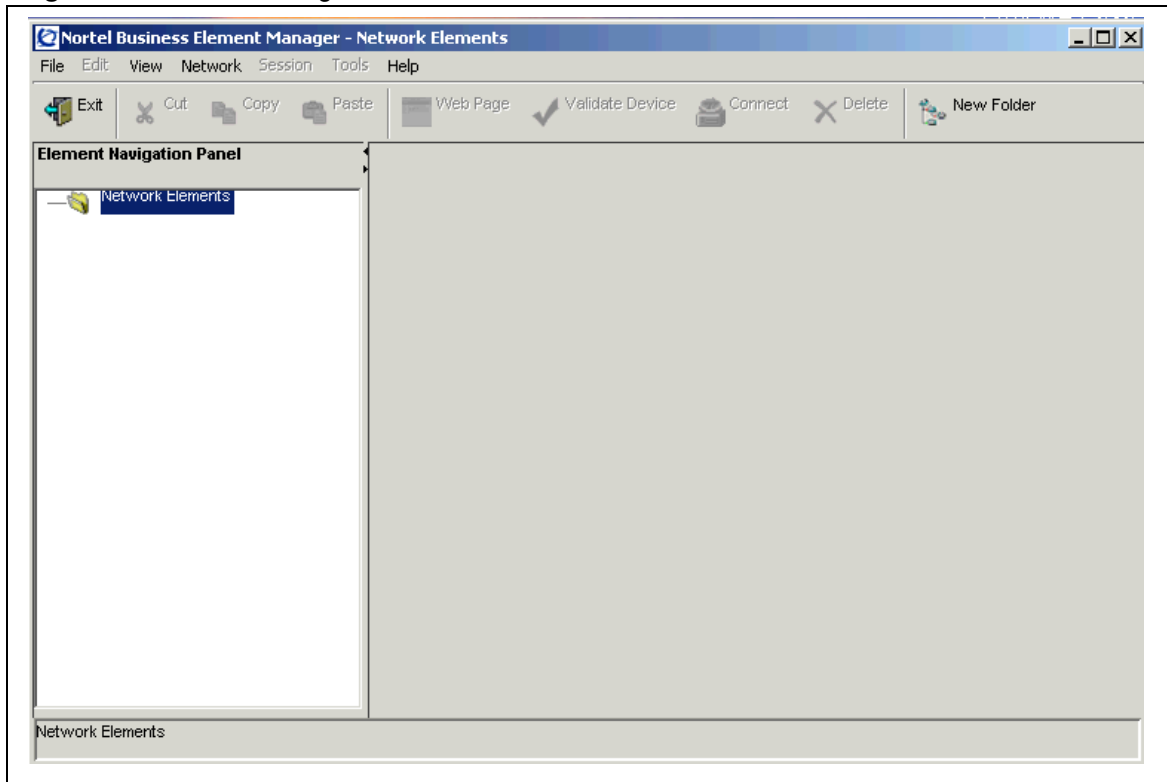 Nortel Business Element Manager - Network Elements
File Edit View Network Session Tools Help
Exit Cut Copy Paste Web Page Validate Device Connect Delete New Folder
Element Navigation Panel
Network Elements
Network Elements